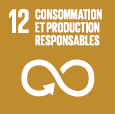 12 CONSOMMATION
ET PRODUCTION
RESPONSABLES